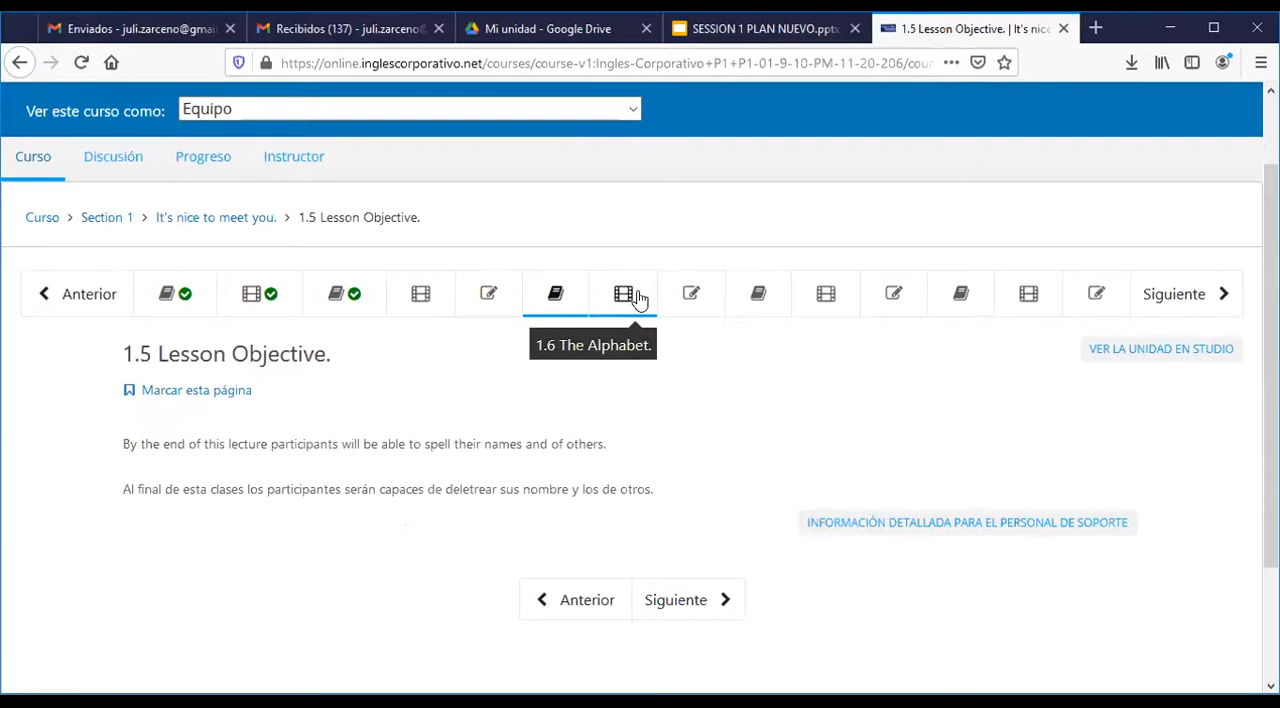 Enviados - juli.zarceno@gmai
Recibidos (137) - juli.zarceno@
Mi unidad - Google Drive
SESSION 1 PLAN NUEVO.pptx
1.5 Lesson Objective. | It's nice
https://online.inglescorporativo.net/courses/course-v1:Ingles-Corporativo+P1+P1-01-9-10-PM-11-20-206/cour
Ver este curso como:
Equipo
Curso
Discusión
Progreso
Instructor
Curso > Section 1 > It's nice to meet you. > 1.5 Lesson Objective.
Anterior
Siguiente
1.6 The Alphabet.
1.5 Lesson Objective.
VER LA UNIDAD EN STUDIO
Marcar esta página
By the end of this lecture participants will be able to spell their names and of others.
Al final de esta clases los participantes serán capaces de deletrear sus nombre y los de otros.
INFORMACIÓN DETALLADA PARA EL PERSONAL DE SOPORTE
Anterior
Siguiente